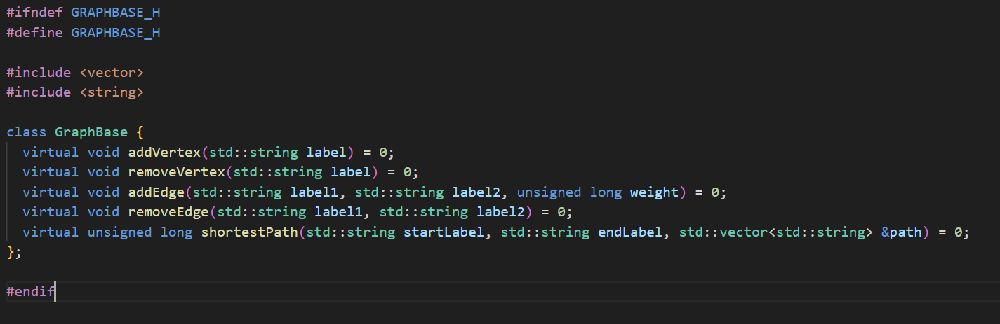 #ifndef GRAPHBASE_H
#define GRAPHBASE_H
#include <vector>
#include <string>
class GraphBase {
virtual void addVertex(std::string label) = 0;
virtual void removeVertex(std::string label) = 0;
virtual void addEdge(std::string label1, std::string label2, unsigned long weight) = 0;
virtual void removeEdge(std::string label1, std::string label2) = 0;
virtual unsigned long shortestPath(std::string startLabel, std::string endLabel, std::vector<std::string> &path) = 0;
};
#endif